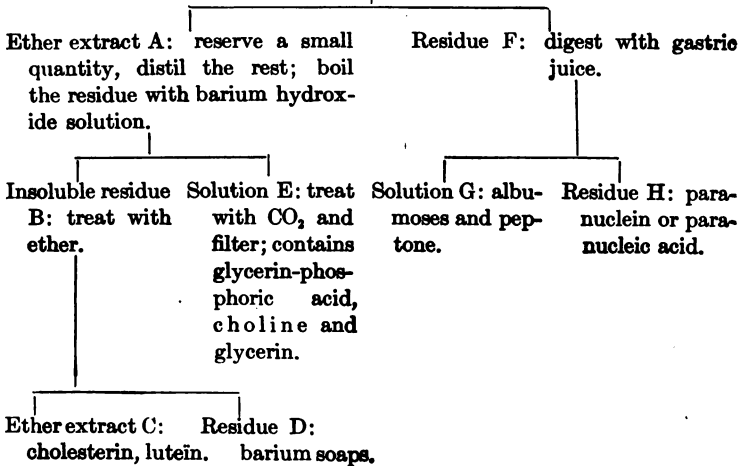 Ether extract A: reserve a small
quantity, distil the rest; boil
the residue with barium hydrox-
ide solution.
Residue F: digest with gastric
juice.
Insoluble residue
B: treat with
ether.
Solution E: treat
with CO₂ and
filter; contains
glycerin-phos-
phoric acid,
choline and
glycerin.
Solution G: albu-
moses and pep-
tone.
Residue H: para-
nuclein or para-
nucleic acid.
Ether extract C:
cholesterin, luteïn.
Residue D:
barium soaps.